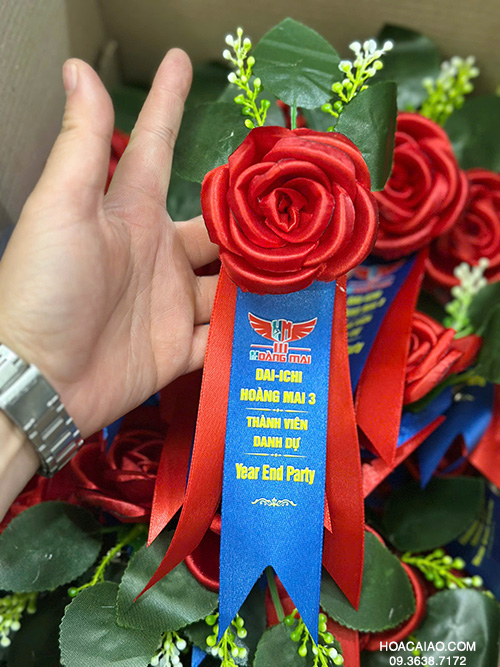 HM
HOÀNG MAI
DAI-ICHI
HOÀNG MAI 3
THÀNH VIÊN
DANH DỰ
Year End Party
HOACAIAO.COM
09.3638.7172